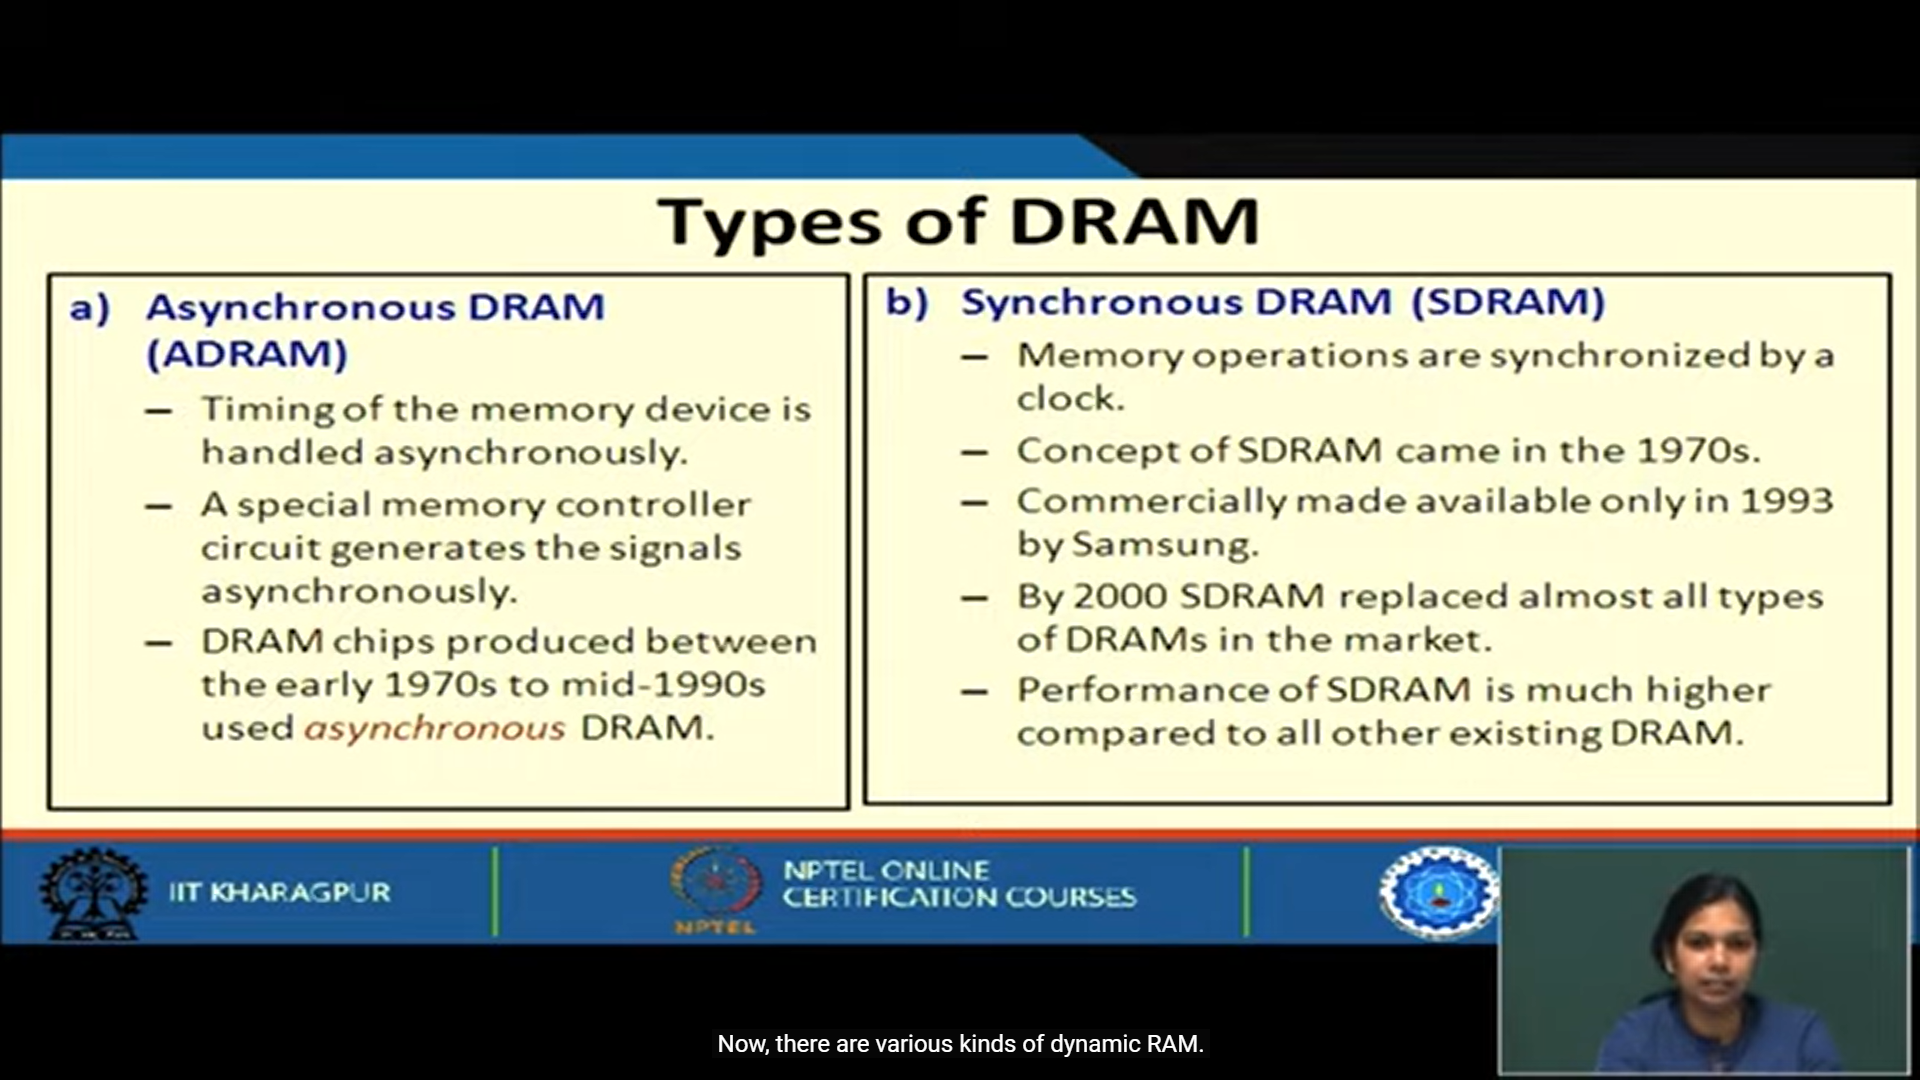 Types of DRAM
a) Asynchronous DRAM
(ADRAM)
– Timing of the memory device is
handled asynchronously.
– A special memory controller
circuit generates the signals
asynchronously.
– DRAM chips produced between
the early 1970s to mid-1990s
used asynchronous DRAM.
b) Synchronous DRAM (SDRAM)
– Memory operations are synchronized by a
clock.
– Concept of SDRAM came in the 1970s.
– Commercially made available only in 1993
by Samsung.
– By 2000 SDRAM replaced almost all types
of DRAMs in the market.
– Performance of SDRAM is much higher
compared to all other existing DRAM.
IIT KHARAGPUR
NPTEL
NPTEL ONLINE
CERTIFICATION COURSES
Now, there are various kinds of dynamic RAM.